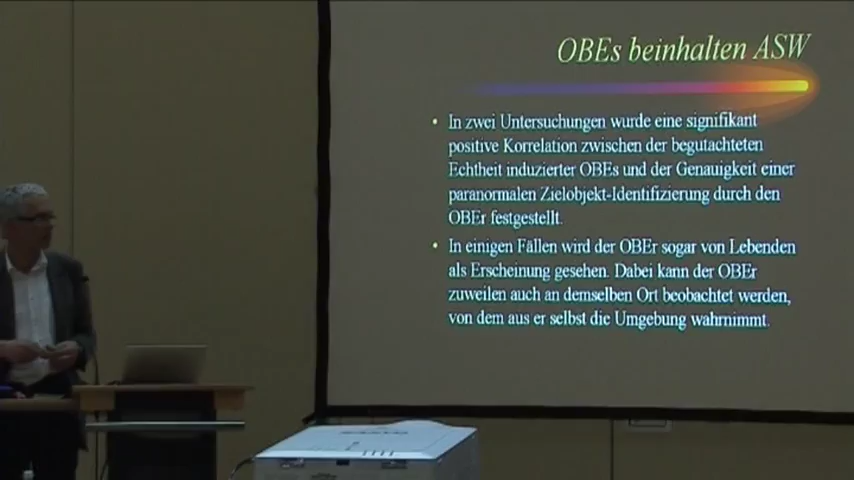 OBEs beinhalten ASW
• In zwei Untersuchungen wurde eine signifikant
positive Korrelation zwischen der begutachteten
Echtheit induzierter OBEs und der Genauigkeit einer
paranormalen Zielobjekt-Identifizierung durch den
OBEr festgestellt.
• In einigen Fällen wird der OBEr sogar von Lebenden
als Erscheinung gesehen. Dabei kann der OBEr
zuweilen auch an demselben Ort beobachtet werden,
von dem aus er selbst die Umgebung wahrnimmt.